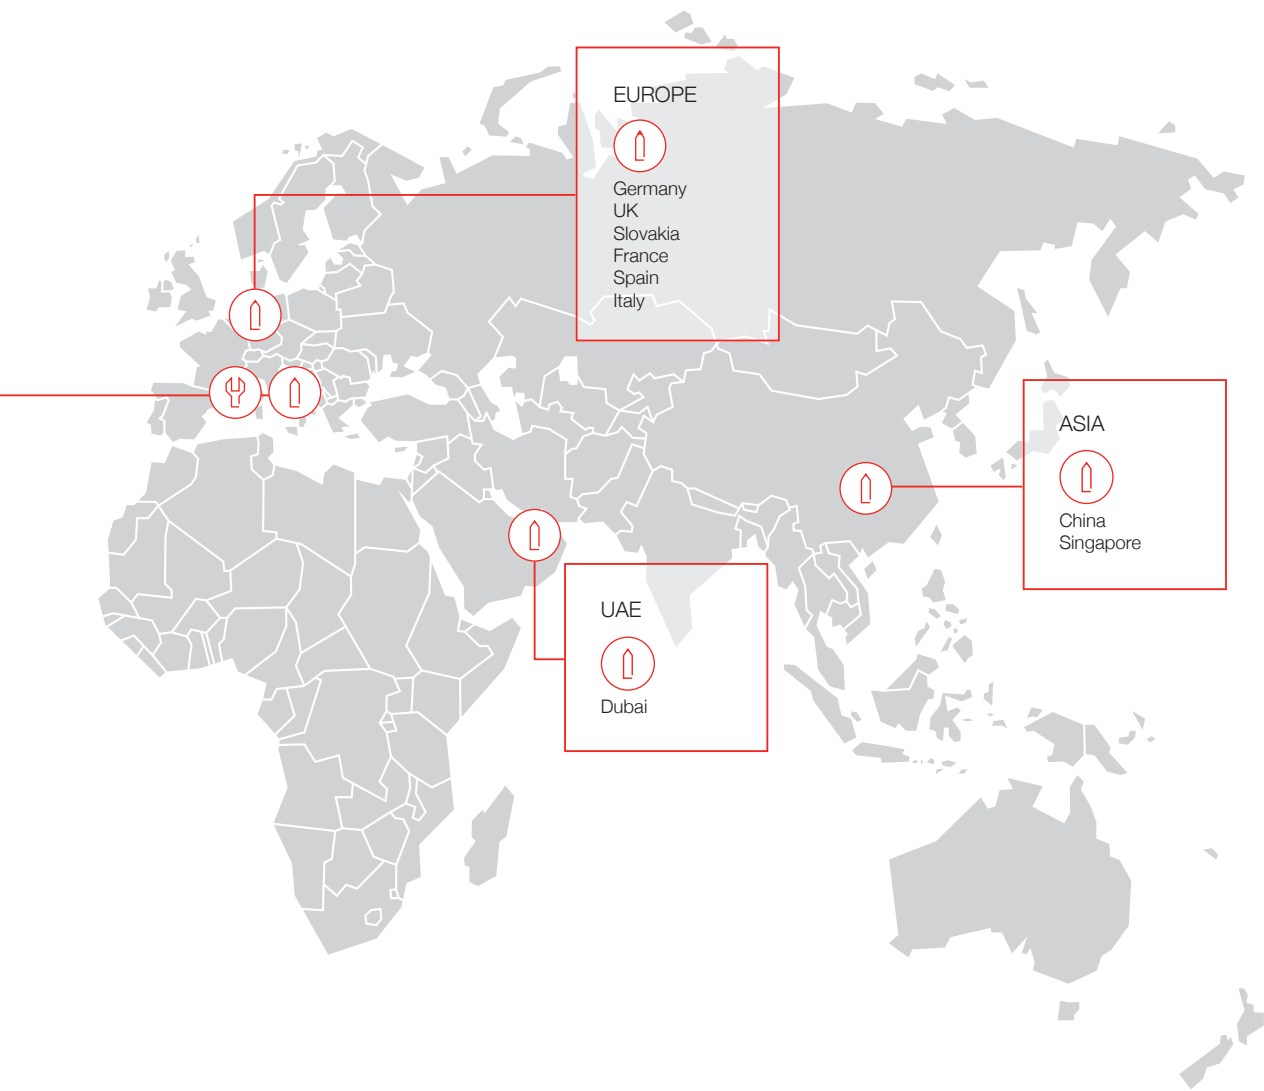 EUROPE
Germany
UK
Slovakia
France
Spain
Italy
ASIA
China
Singapore
UAE
Dubai